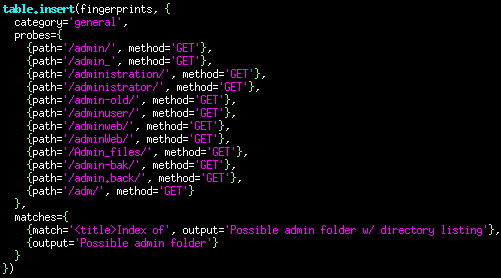 table.insert(fingerprints, {
category='general',
probes={
{path='/admin/', method='GET'},
{path='/admin_', method='GET'},
{path='/administration/', method='GET'},
{path='/administrator/', method='GET'},
{path='/admin-old/', method='GET'},
{path='/adminuser/', method='GET'},
{path='/adminweb/', method='GET'},
{path='/adminWeb/', method='GET'},
{path='/Admin_files/', method='GET'},
{path='/admin-bak/', method='GET'},
{path='/admin.back/', method='GET'},
{path='/adm/', method='GET'}
},
matches={
{match='<title>Index of', output='Possible admin folder w/ directory listing'},
{output='Possible admin folder'}
}
})